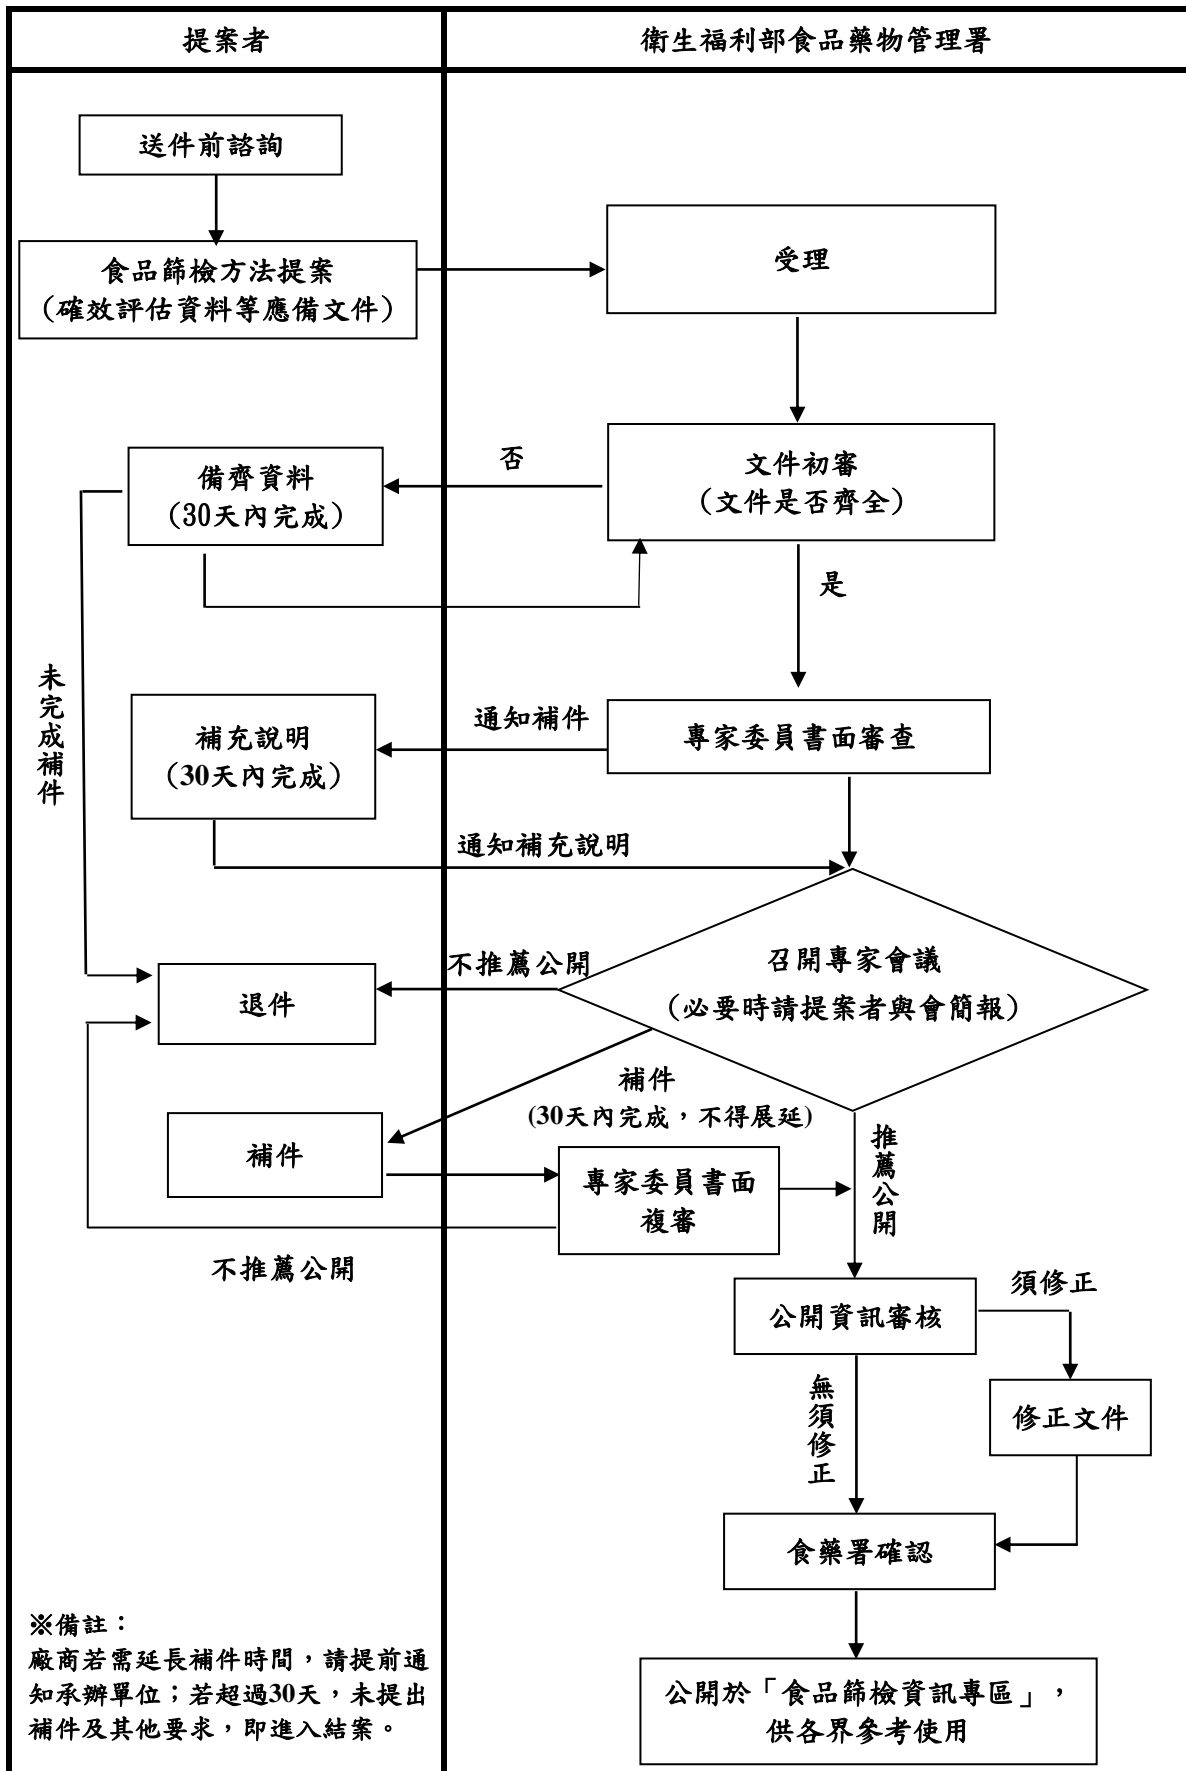 提案者
衛生福利部食品藥物管理署
送件前諮詢
食品篩檢方法提案
（確效評估資料等應備文件）
受理
文件初審
（文件是否齊全）
否
備齊資料
（30天內完成）
是
未完成補件
專家委員書面審查
通知補件
補充說明
（30天內完成）
通知補充說明
召開專家會議
（必要時請提案者與會簡報）
不推薦公開
退件
補件
(30天內完成，不得展延)
補件
專家委員書面
複審
推薦公開
不推薦公開
公開資訊審核
須修正
修正文件
無須修正
食藥署確認
公開於「食品篩檢資訊專區」，
供各界參考使用
※備註：
廠商若需延長補件時間，請提前通
知承辦單位；若超過30天，未提出
補件及其他要求，即進入結案。